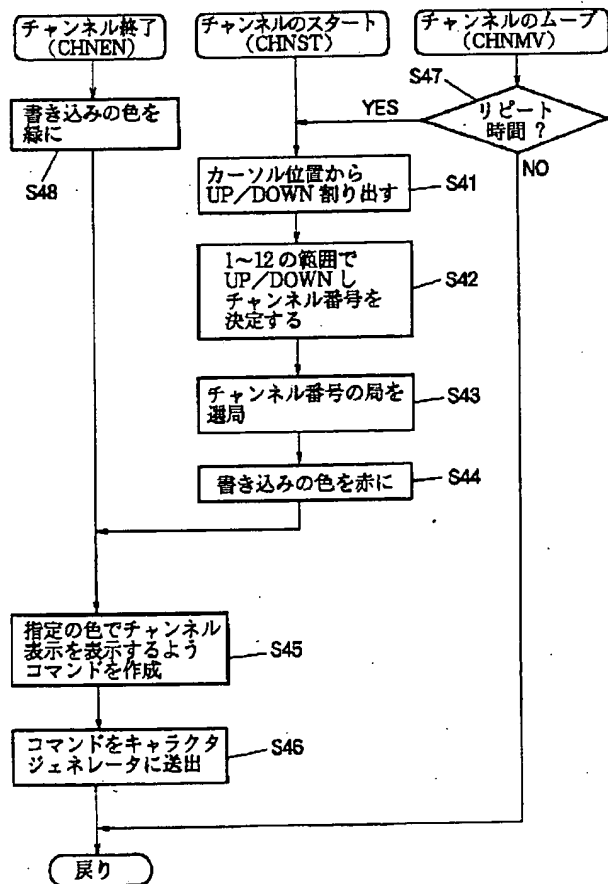 チャンネル終了
(CHNEN)
チャンネルのスタート
(CHNST)
チャンネルのムーブ
(CHNMV)
S47
リピート
時間?
YES
NO
書き込みの色を
緑に
S48
カーソル位置から
UP/DOWN 割り出す
S41
1~12の範囲で
UP/DOWNし
チャンネル番号を
決定する
S42
チャンネル番号の局を
選局
S43
書き込みの色を赤に
S44
指定の色でチャンネル
表示を表示するよう
コマンドを作成
S45
コマンドをキャラクタ
ジェネレータに送出
S46
戻り